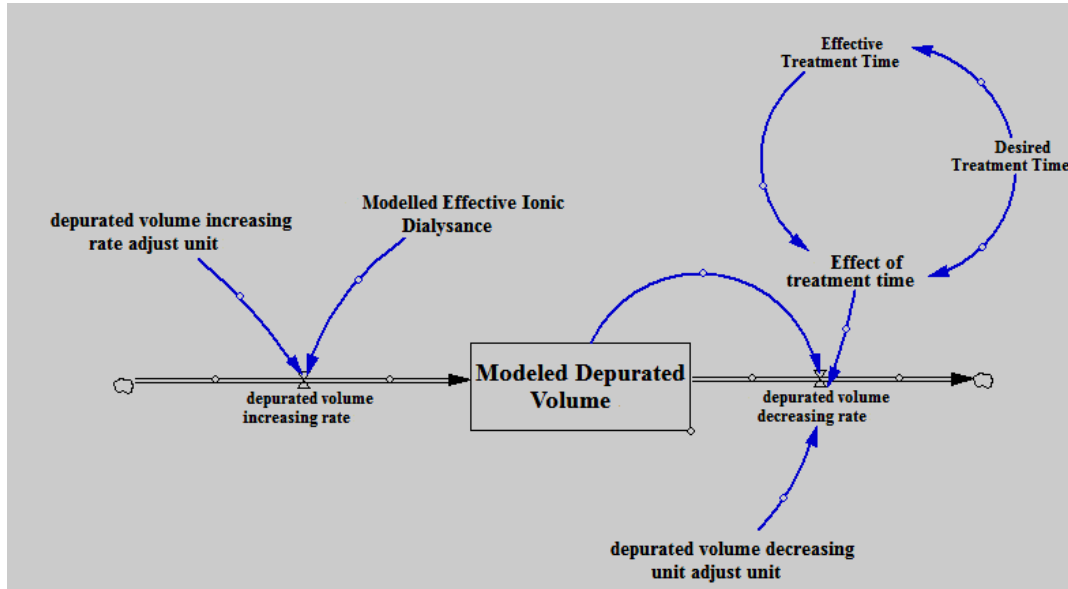 Effective
Treatment Time
Desired
Treatment Time
Modelled Effective Ionic
Dialysance
depurated volume increasing
rate adjust unit
Effect of
treatment time
Modeled Depurated
Volume
depurated volume
increasing rate
depurated volume
decreasing rate
depurated volume decreasing
unit adjust unit